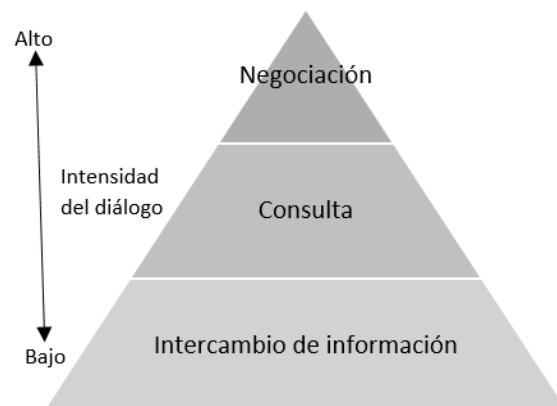 Alto
Negociación
Intensidad
del diálogo
Consulta
Intercambio de información
Bajo